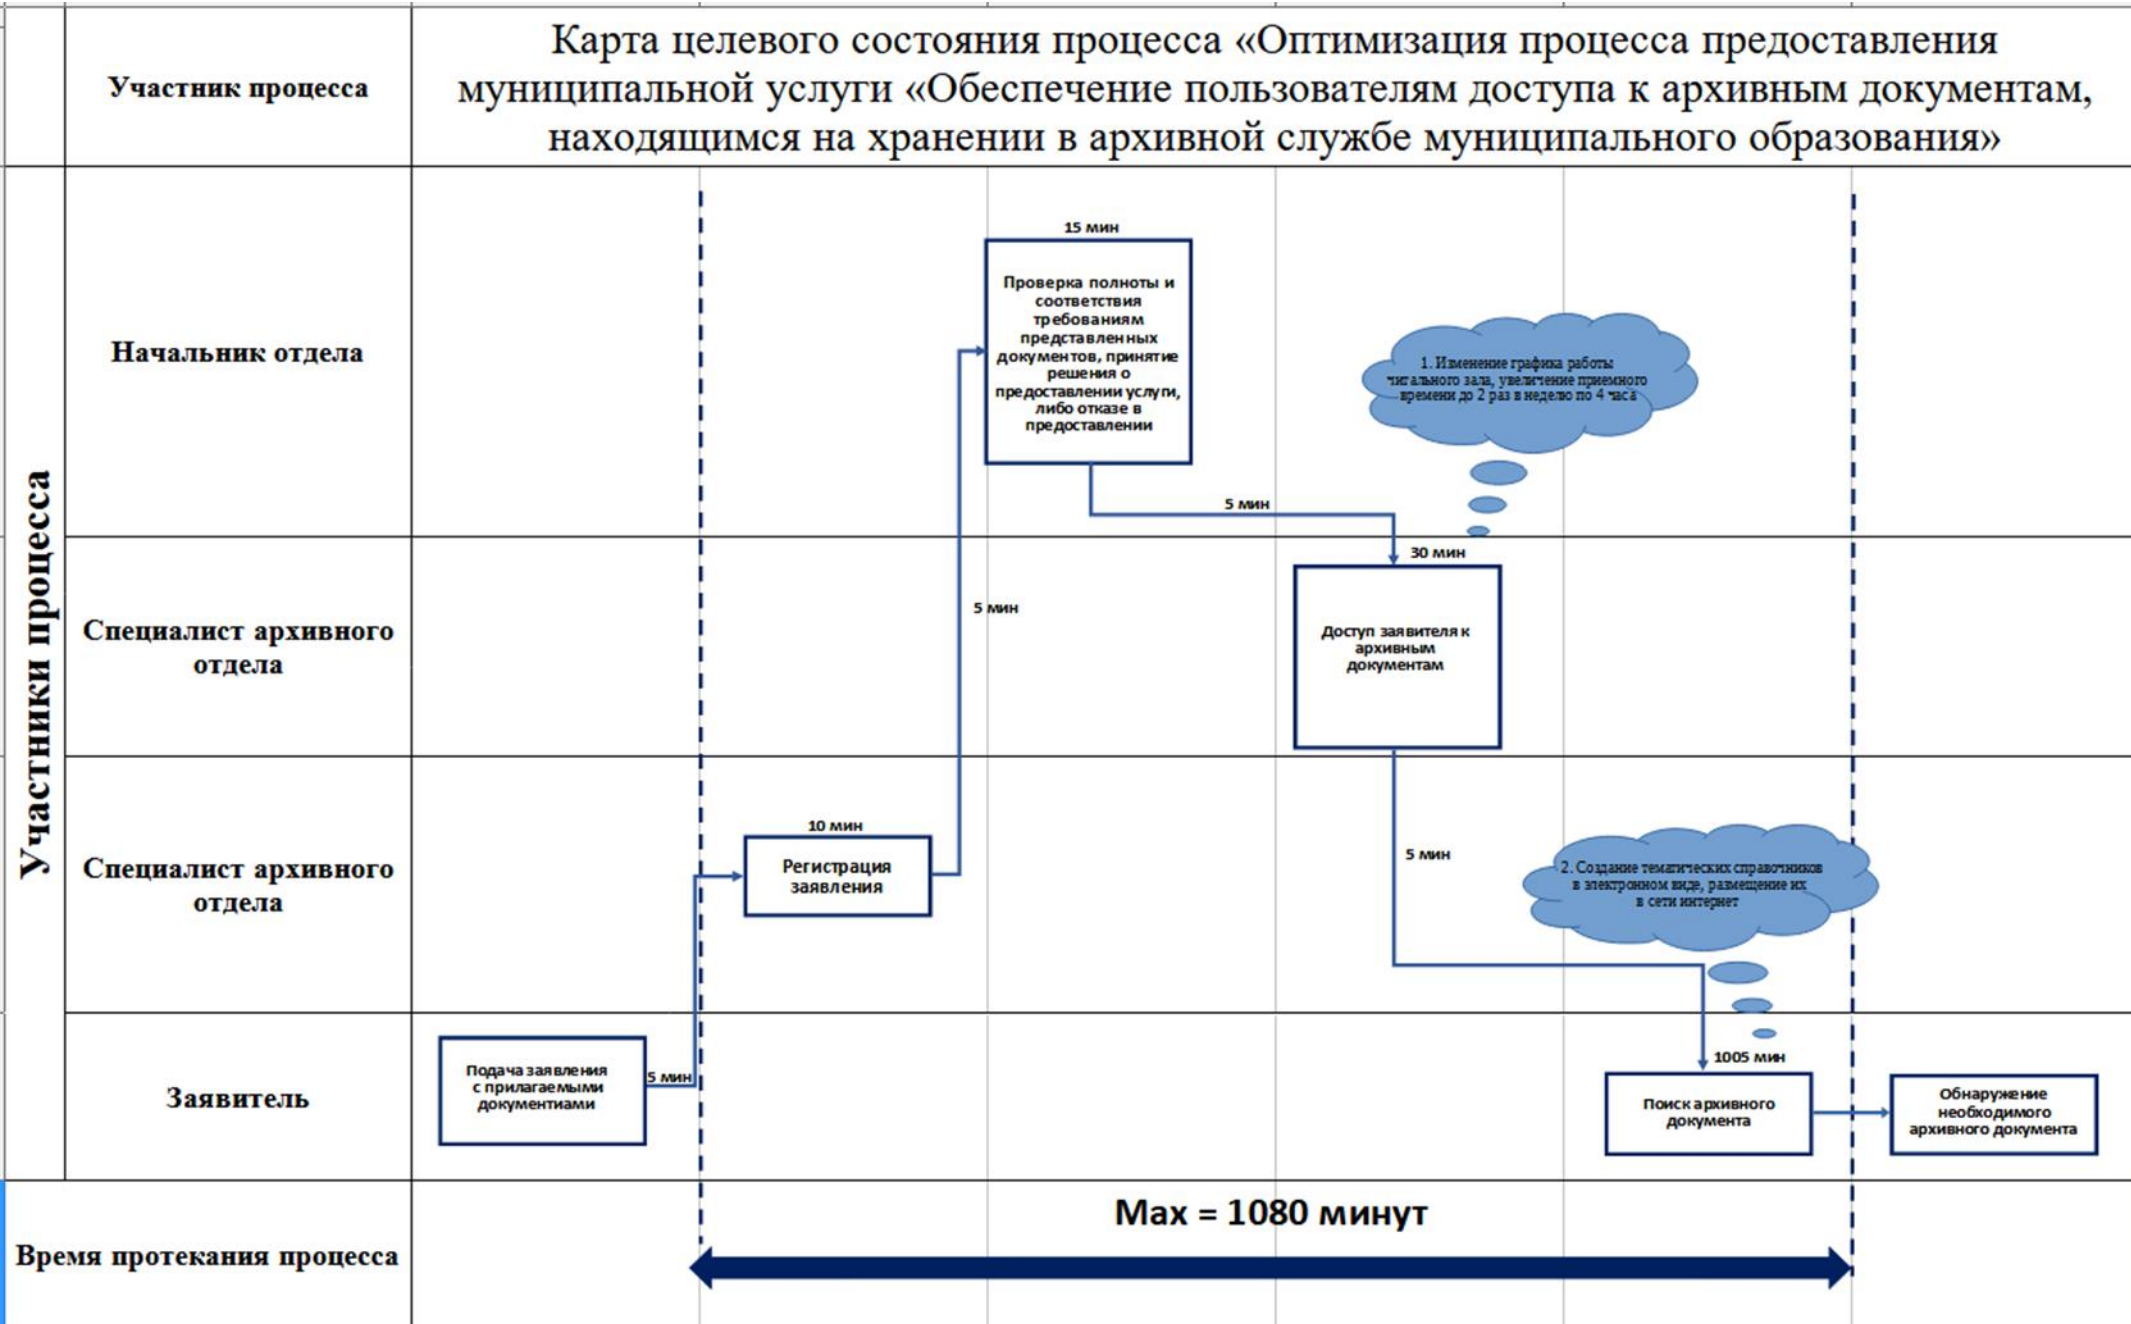 Участник процесса
Карта целевого состояния процесса «Оптимизация процесса предоставления
муниципальной услуги «Обеспечение пользователям доступа к архивным документам,
находящимся на хранении в архивной службе муниципального образования»
Участники процесса
Начальник отдела
15 мин
Проверка полноты и
соответствия
требованиям
представленных
документов, принятие
решения о
предоставлении услуги,
либо отказе в
предоставлении
1. Изменение графика работы
читального зала, увеличение приемного
времени до 2 раз в неделю по 4 часа
5 мин
Специалист архивного
отдела
5 мин
30 мин
Доступ заявителя к
архивным
документам
Специалист архивного
отдела
10 мин
Регистрация
заявления
5 мин
2. Создание тематических справочников
в электронном виде, размещение их
в сети интернет
Заявитель
Подача заявления
с прилагаемыми
документиами
5 мин
1005 мин
Поиск архивного
документа
Обнаружение
необходимого
архивного документа
Время протекания процесса
Max = 1080 минут